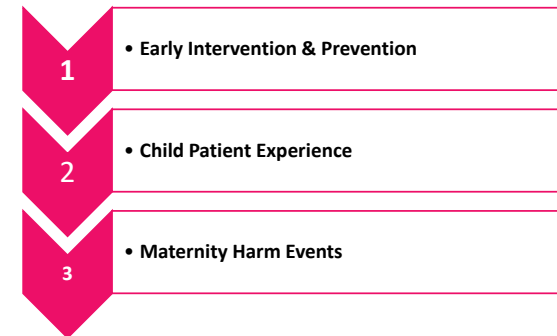 1
• Early Intervention & Prevention
2
• Child Patient Experience
3
• Maternity Harm Events